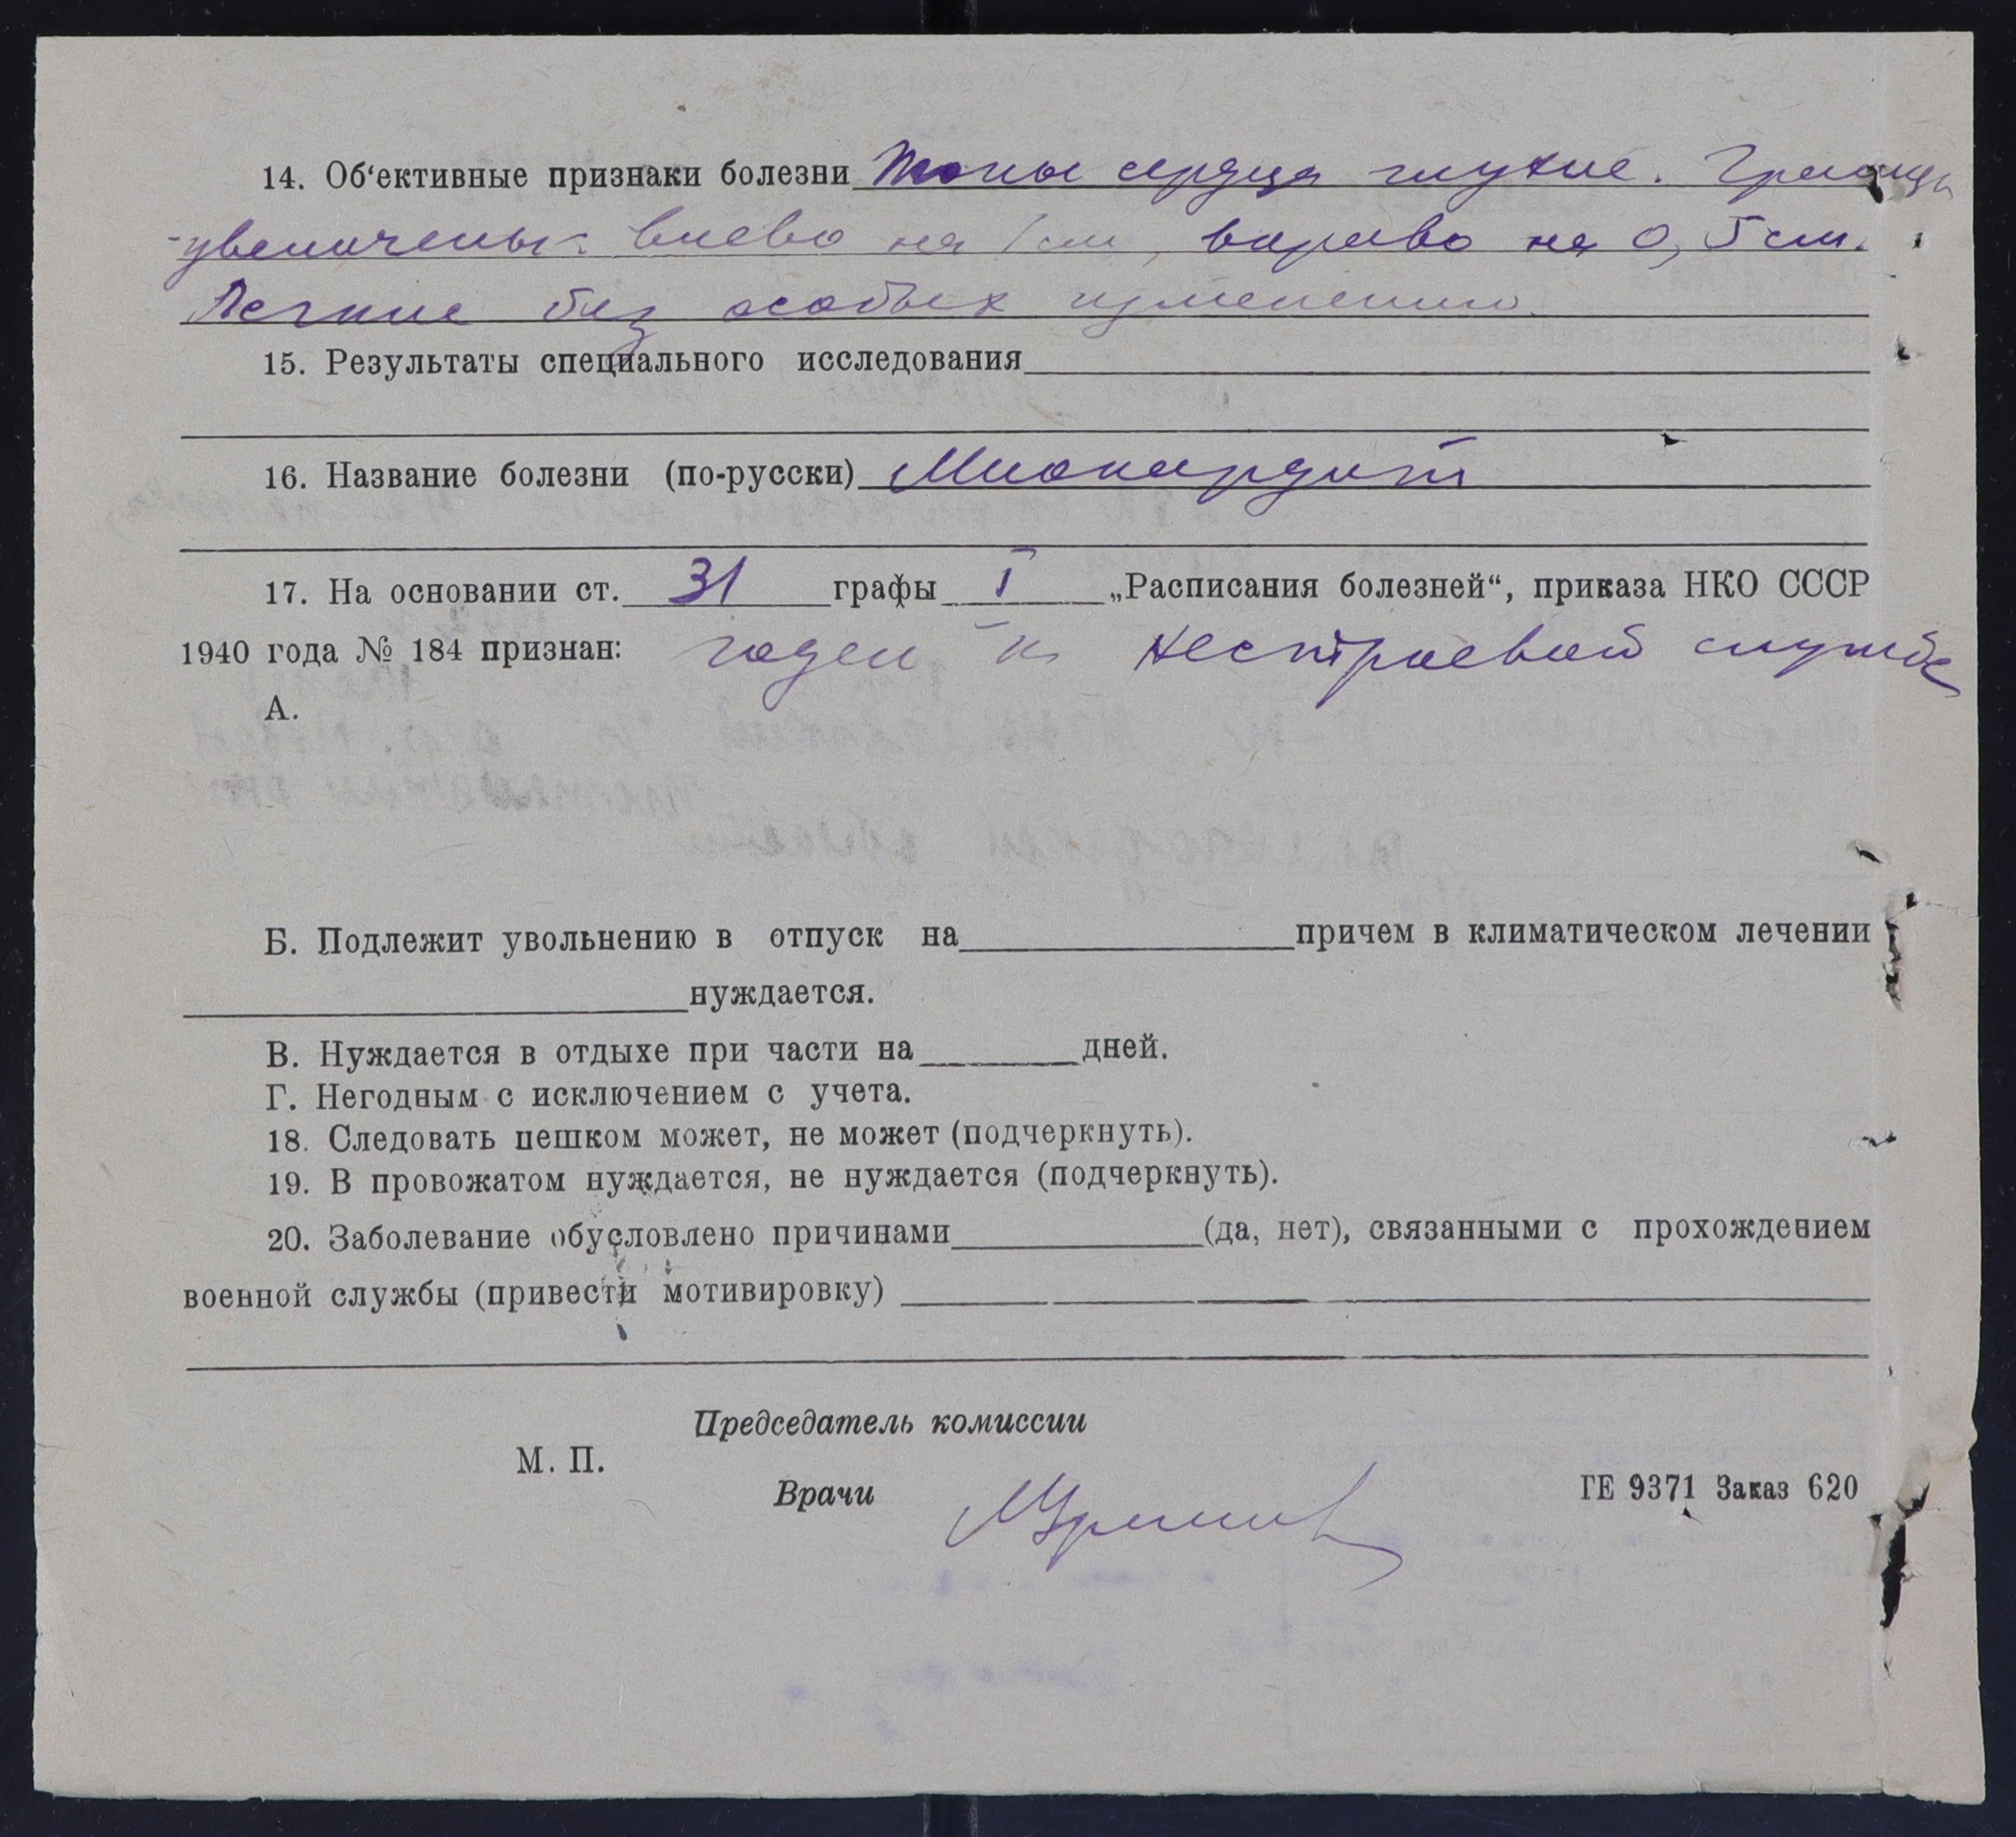 14. Об‘ективные признаки болезни Тоны сердца глухие. Границы
увеличены: влево на 1 см, вправо на 0,5 см.
Легкие без особых изменений
15. Результаты специального исследования
16. Название болезни (по-русски) Миокардит
17. На основании ст. 31 графы I „Расписания болезней“, приказа НКО СССР
1940 года № 184 признан: годен к нестроевой службе
А.
Б. Подлежит увольнению в отпуск на причем в климатическом лечении
нуждается.
В. Нуждается в отдыхе при части на дней.
Г. Негодным с исключением с учета.
18. Следовать пешком может, не может (подчеркнуть).
19. В провожатом нуждается, не нуждается (подчеркнуть).
20. Заболевание обусловлено причинами (да, нет), связанными с прохождением
военной службы (привести мотивировку)
Председатель комиссии
М. П.
Врачи
ГЕ 9371 Заказ 620